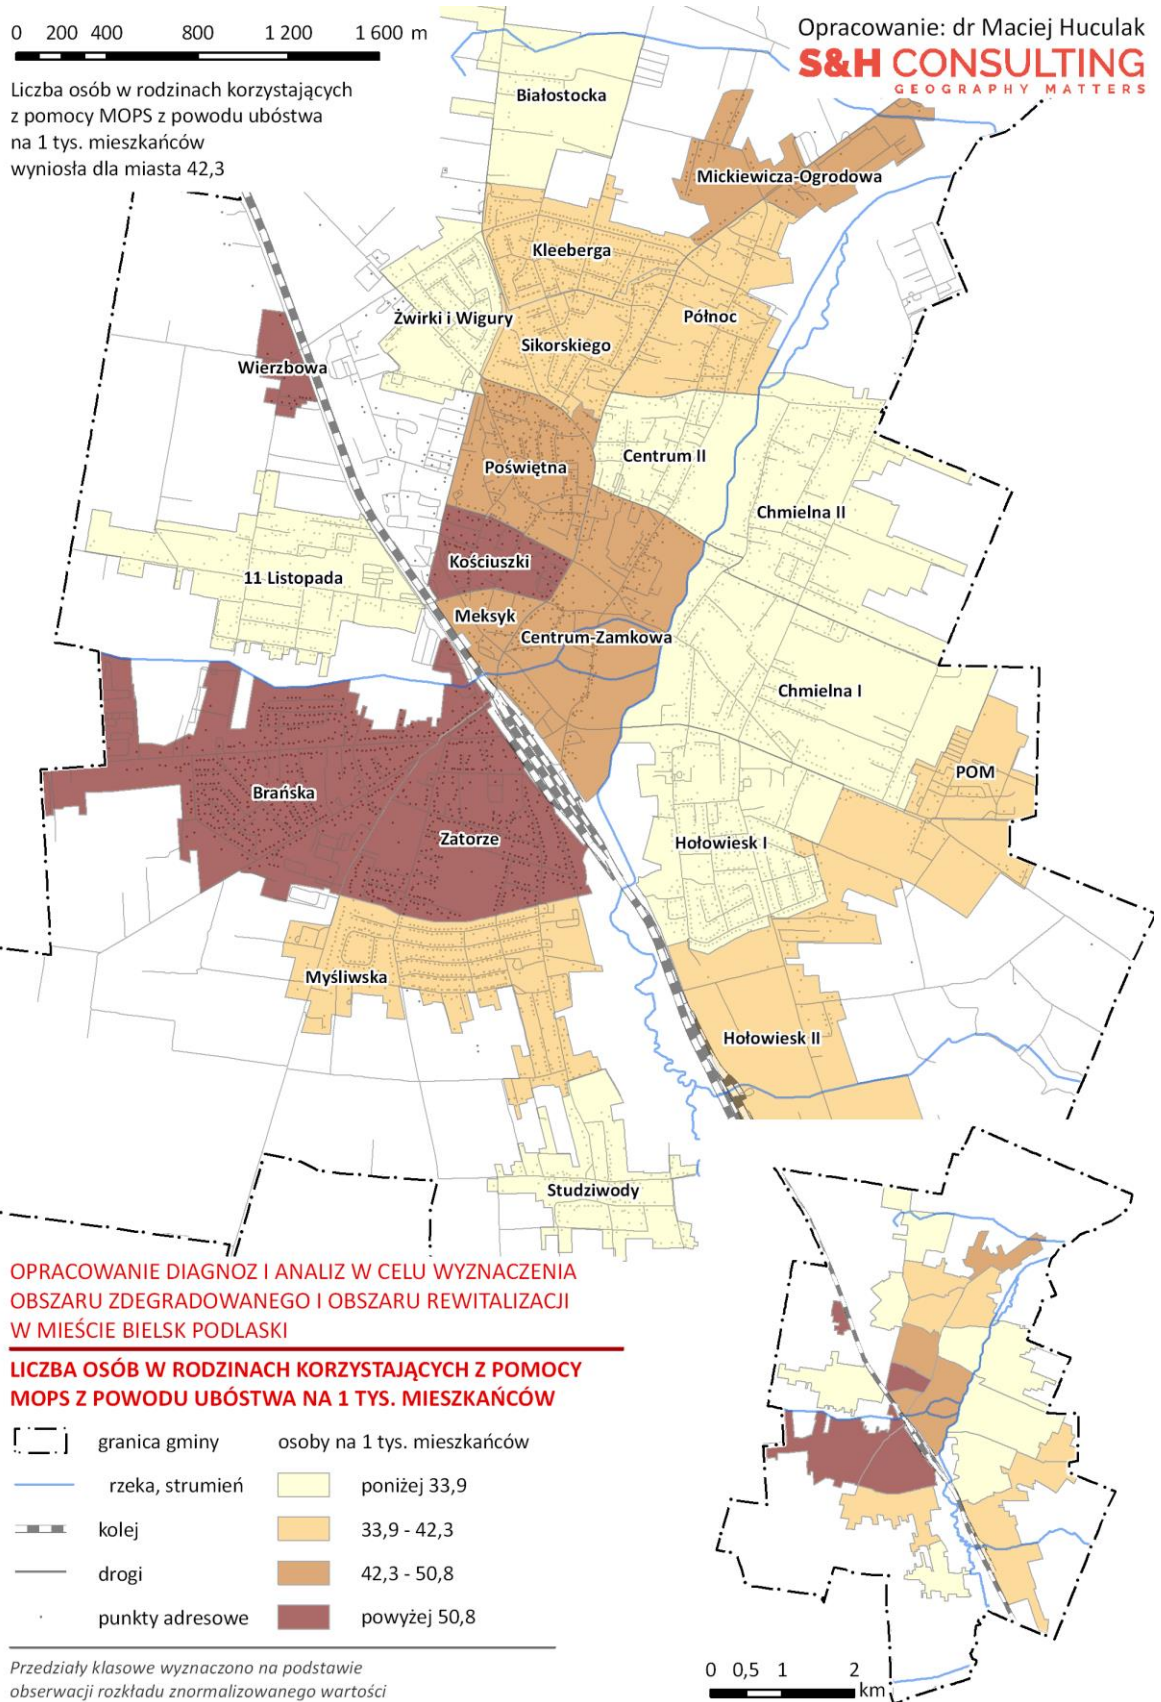 0 200 400 800 1 200 1 600 m
Opracowanie: dr Maciej Huculak
S&H CONSULTING
GEOGRAPHY MATTERS
Liczba osób w rodzinach korzystających
z pomocy MOPS z powodu ubóstwa
na 1 tys. mieszkańców
wyniosła dla miasta 42,3
Białostocka
Mickiewicza-Ogrodowa
Kleeberga
Żwirki i Wigury
Północ
Sikorskiego
Wierzbowa
Poświętna
Centrum II
Chmielna II
Kościuszki
11 Listopada
Meksyk
Centrum-Zamkowa
Chmielna I
POM
Brańska
Zatorze
Hołowiesk I
Myśliwska
Hołowiesk II
Studziwody
OPRACOWANIE DIAGNOZ I ANALIZ W CELU WYZNACZENIA
OBSZARU ZDEGRADOWANEGO I OBSZARU REWITALIZACJI
W MIEŚCIE BIELSK PODLASKI
LICZBA OSÓB W RODZINACH KORZYSTAJĄCYCH Z POMOCY
MOPS Z POWODU UBÓSTWA NA 1 TYS. MIESZKAŃCÓW
granica gminy
rzeka, strumień
kolej
drogi
punkty adresowe
osoby na 1 tys. mieszkańców
poniżej 33,9
33,9 - 42,3
42,3 - 50,8
powyżej 50,8
Przedziały klasowe wyznaczono na podstawie
obserwacji rozkładu znormalizowanego wartości
0 0,5 1 2
km